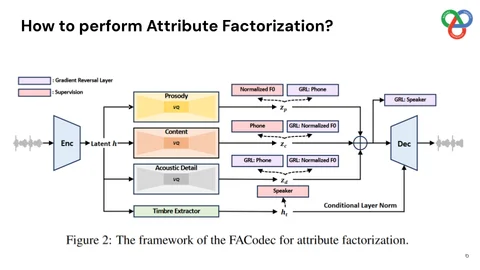 How to perform Attribute Factorization?
: Gradient Reversal Layer
: Supervision
Prosody
VQ
Normalized F0
GRL: Phone
z_p
GRL: Speaker
Enc
Latent h
Content
VQ
Phone
GRL: Normalized F0
z_c
Dec
Acoustic Detail
VQ
GRL: Phone
GRL: Normalized F0
z_d
Speaker
Timbre Extractor
h_t
Conditional Layer Norm
Figure 2: The framework of the FACodec for attribute factorization.